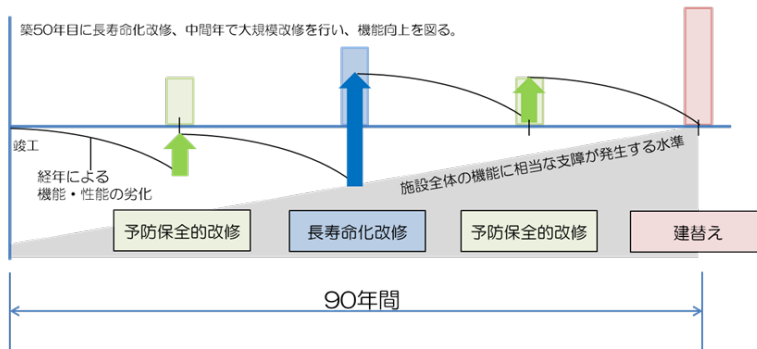 築50年目に長寿命化改修、中間年で大規模改修を行い、機能向上を図る。
竣工
経年による
機能・性能の劣化
施設全体の機能に相当な支障が発生する水準
予防保全的改修
長寿命化改修
予防保全的改修
建替え
90年間